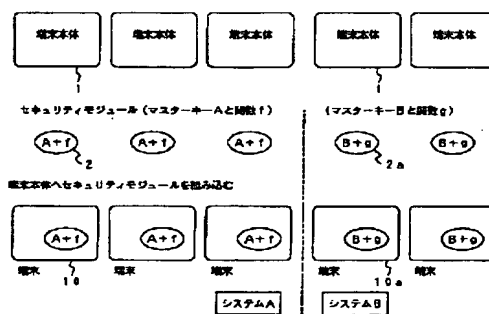 端末本体 端末本体 端末本体 端末本体 端末本体
1 1
セキュリティモジュール(マスターキーAと関数f) (マスターキーBと関数g)
A+f A+f A+f B+g B+g
2 2a
端末本体へセキュリティモジュールを組み込む
A+f A+f A+f B+g B+g
端末 端末 端末 端末 端末
10 10a
システムA システムB